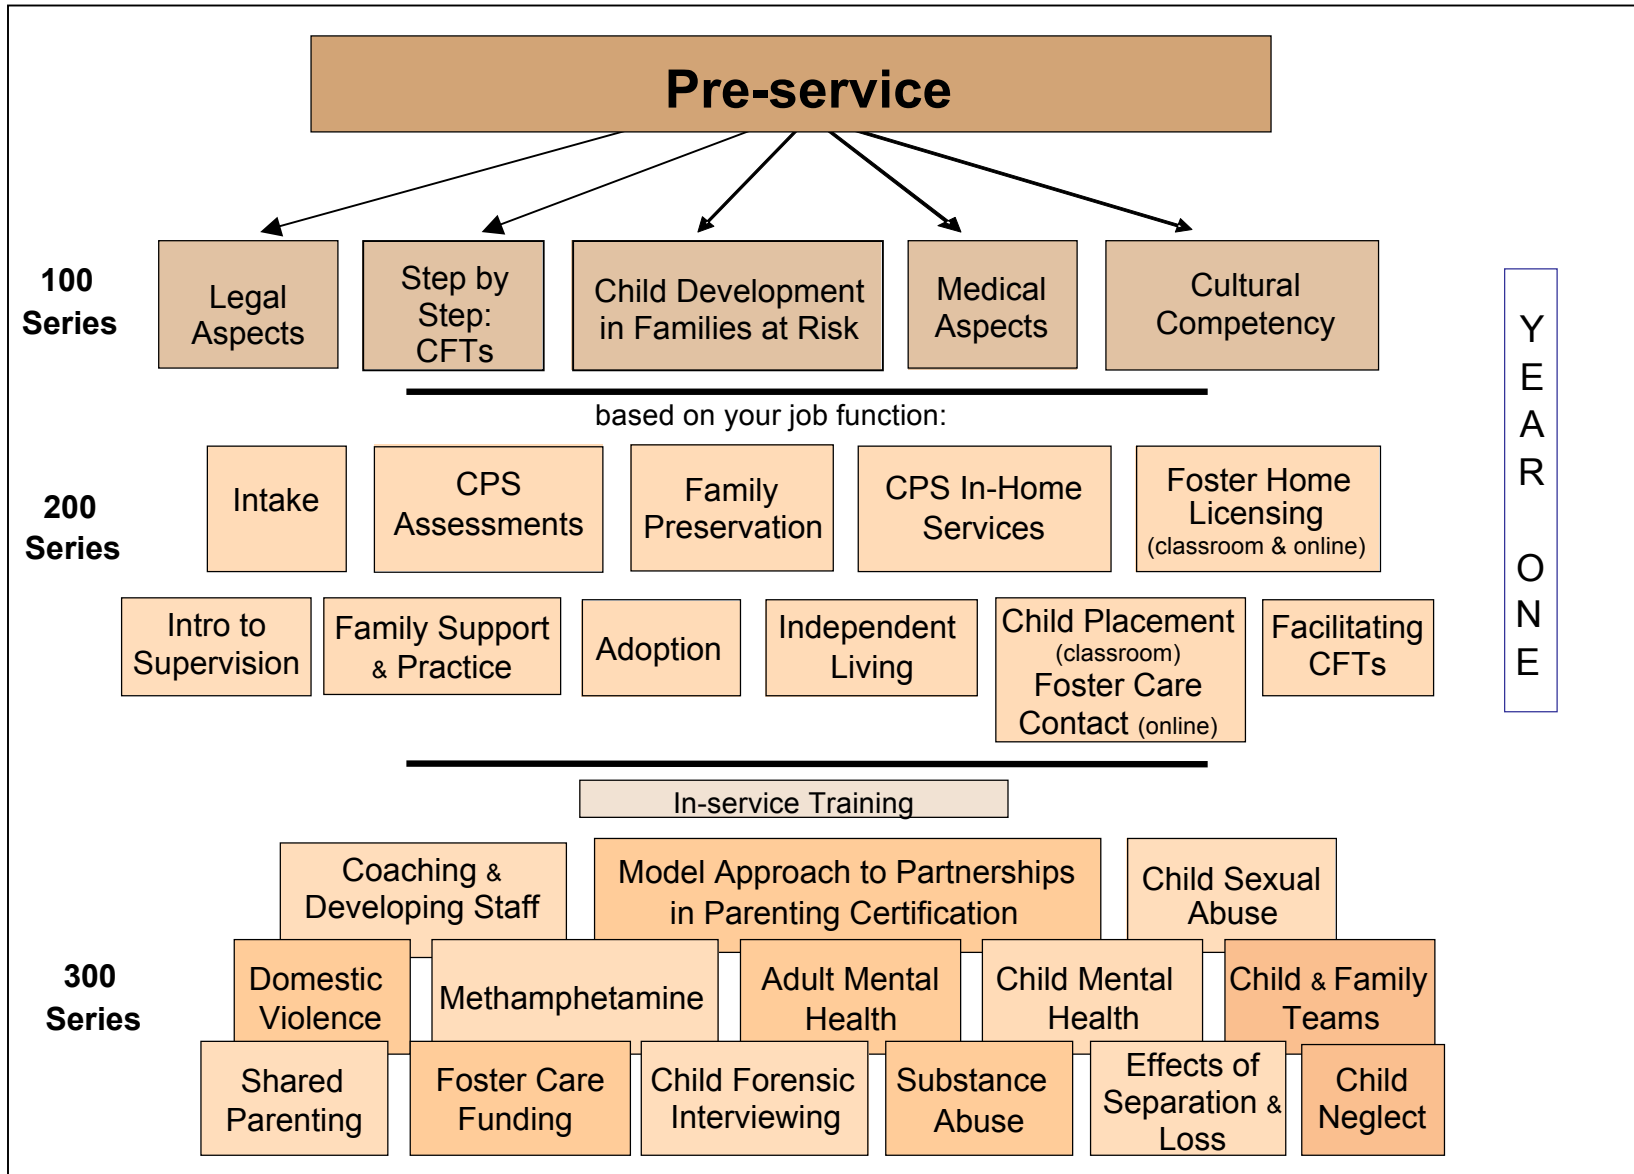 Pre-service
100
Series
Legal
Aspects
Step by
Step:
CFTs
Child Development
in Families at Risk
Medical
Aspects
Cultural
Competency
based on your job function:
200
Series
Intake
CPS
Assessments
Family
Preservation
CPS In-Home
Services
Foster Home
Licensing
(classroom & online)
Intro to
Supervision
Family Support
& Practice
Adoption
Independent
Living
Child Placement
(classroom)
Foster Care
Contact (online)
Facilitating
CFTs
Y
E
A
R
O
N
E
In-service Training
300
Series
Coaching &
Developing Staff
Model Approach to Partnerships
in Parenting Certification
Child Sexual
Abuse
Domestic
Violence
Methamphetamine
Adult Mental
Health
Child Mental
Health
Child & Family
Teams
Shared
Parenting
Foster Care
Funding
Child Forensic
Interviewing
Substance
Abuse
Effects of
Separation &
Loss
Child
Neglect